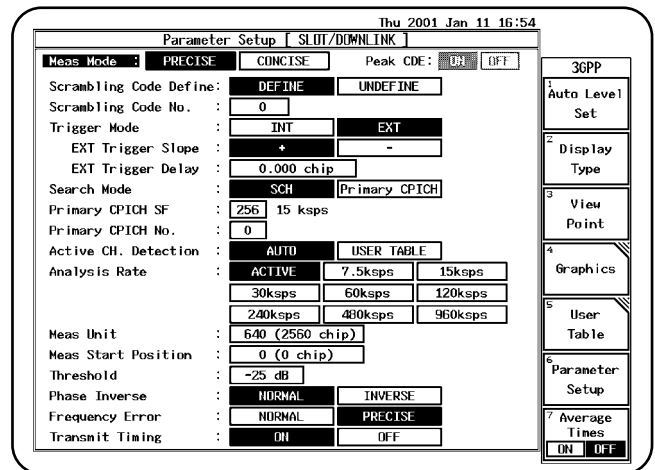 Thu 2001 Jan 11 16:54
Parameter Setup [ SLOT/DOWNLINK ]
Meas Mode : PRECISE CONCISE Peak CDE: ON OFF
Scrambling Code Define: DEFINE UNDEFINE
Scrambling Code No. : 0
Trigger Mode : INT EXT
EXT Trigger Slope : + -
EXT Trigger Delay : 0.000 chip
Search Mode : SCH Primary CPICH
Primary CPICH SF : 256 15 ksps
Primary CPICH No. : 0
Active CH. Detection : AUTO USER TABLE
Analysis Rate : ACTIVE 7.5ksps 15ksps
30ksps 60ksps 120ksps
240ksps 480ksps 960ksps
Meas Unit : 640 (2560 chip)
Meas Start Position : 0 (0 chip)
Threshold : -25 dB
Phase Inverse : NORMAL INVERSE
Frequency Error : NORMAL PRECISE
Transmit Timing : ON OFF
3GPP
1
Auto Level
Set
2
Display
Type
3
View
Point
4
Graphics
5
User
Table
6
Parameter
Setup
7 Average
Times
ON OFF